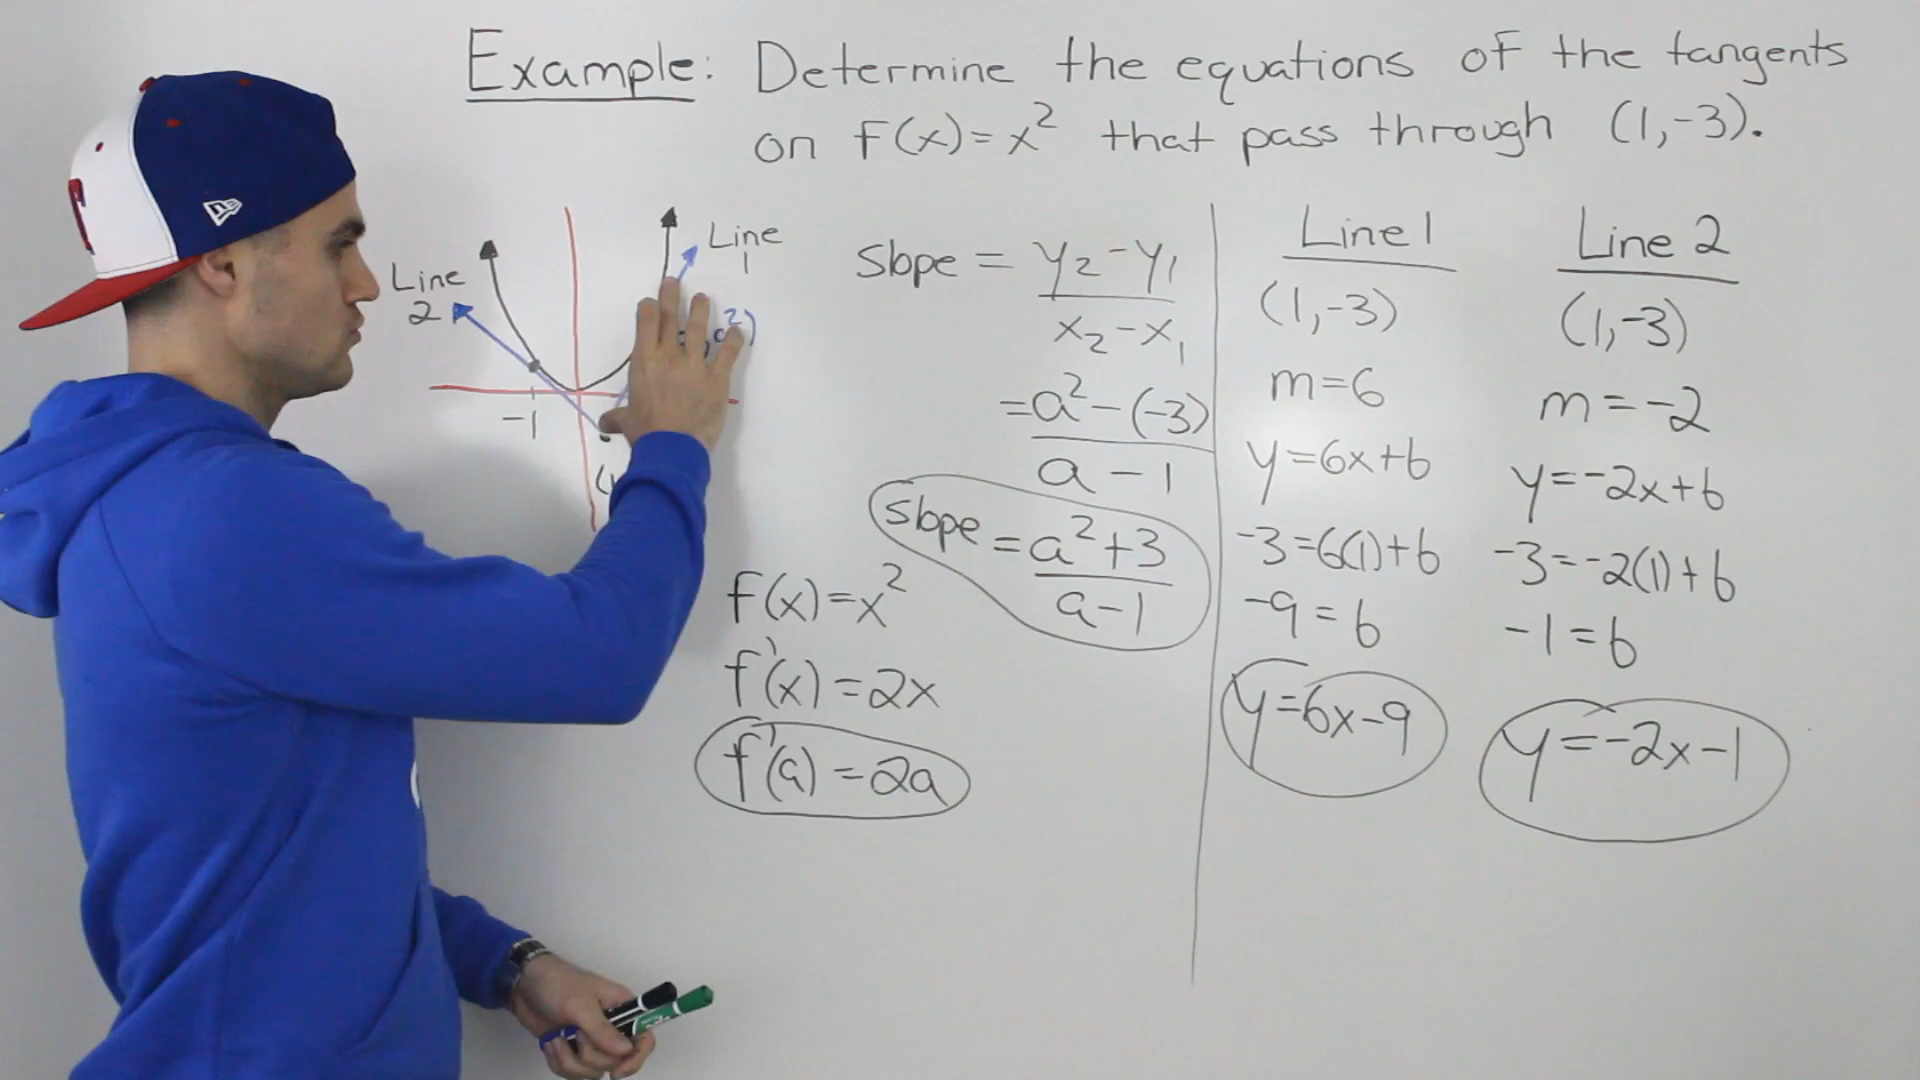 Example: Determine the equations of the tangents
on f(x)=x² that pass through (1,-3).
Line
1
Line
2
²)
-1
(
Slope = y₂-y₁
x₂-x₁
=a²-(-3)
a-1
Slope =a²+3
a-1
f(x)=x²
f'(x)=2x
f'(a)=2a
Line 1
(1,-3)
m=6
y=6x+b
-3=6(1)+b
-9=b
y=6x-9
Line 2
(1,-3)
m=-2
y=-2x+b
-3=-2(1)+b
-1=b
y=-2x-1